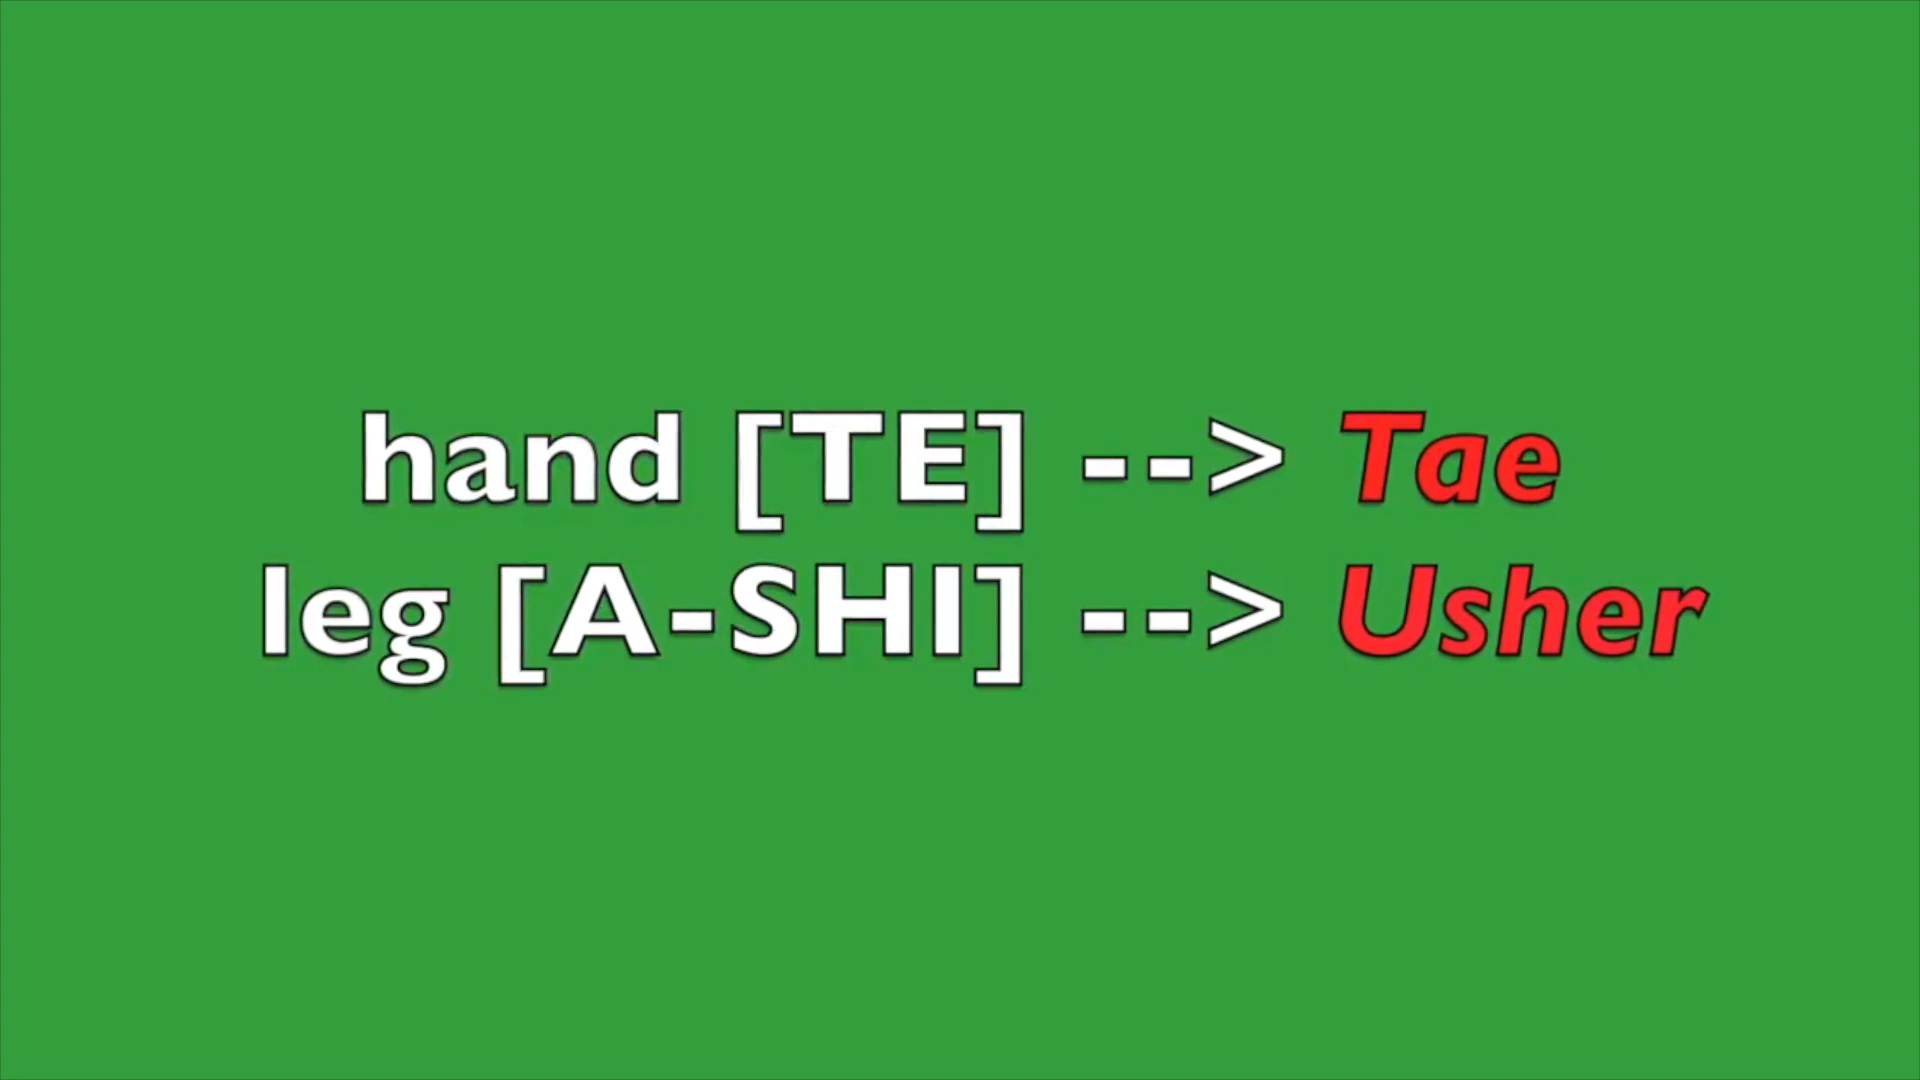 hand [TE] --> Tae
leg [A-SHI] --> Usher